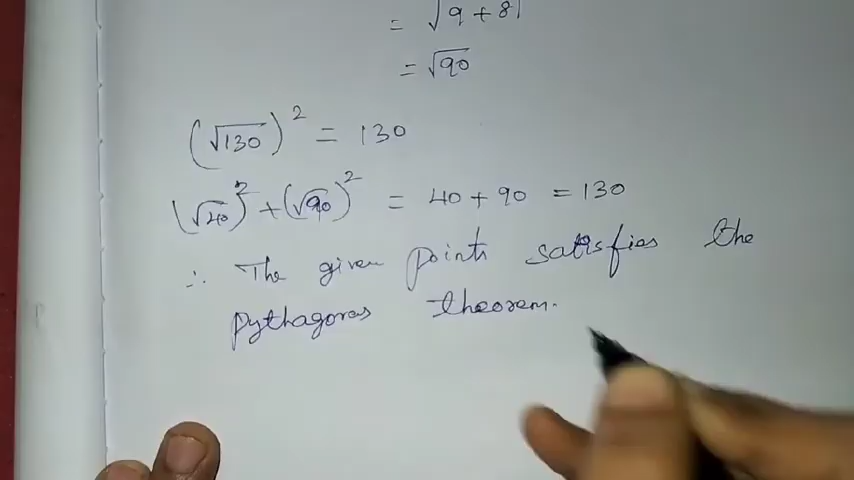 = √9 + 81
= √90
(√130)² = 130
(√40)² + (√90)² = 40 + 90 = 130
∴ The given points satisfies the
pythagoras theorem.